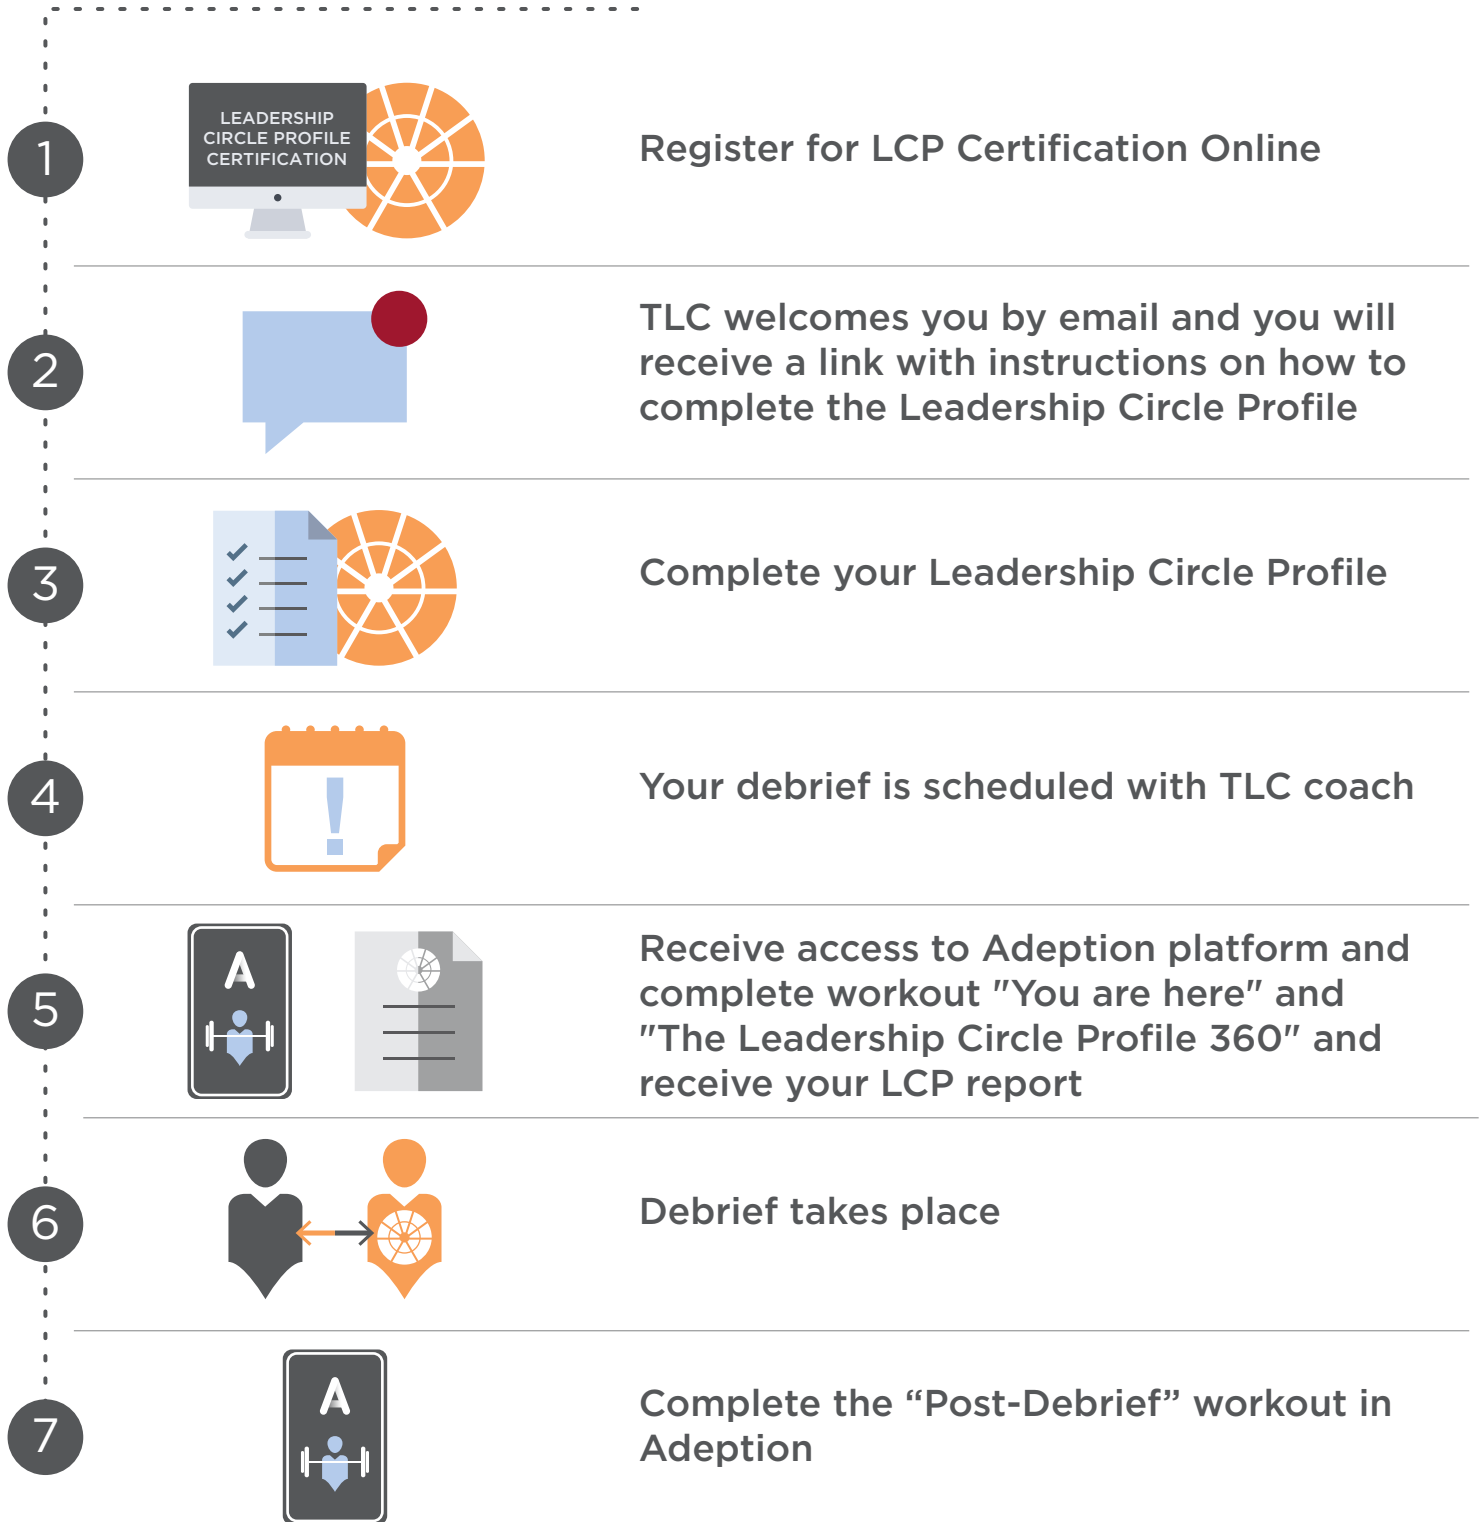 1
LEADERSHIP
CIRCLE PROFILE
CERTIFICATION
Register for LCP Certification Online
2
TLC welcomes you by email and you will
receive a link with instructions on how to
complete the Leadership Circle Profile
3
Complete your Leadership Circle Profile
4
!
Your debrief is scheduled with TLC coach
5
A
Receive access to Adeption platform and
complete workout "You are here" and
"The Leadership Circle Profile 360" and
receive your LCP report
6
Debrief takes place
7
A
Complete the “Post-Debrief” workout in
Adeption